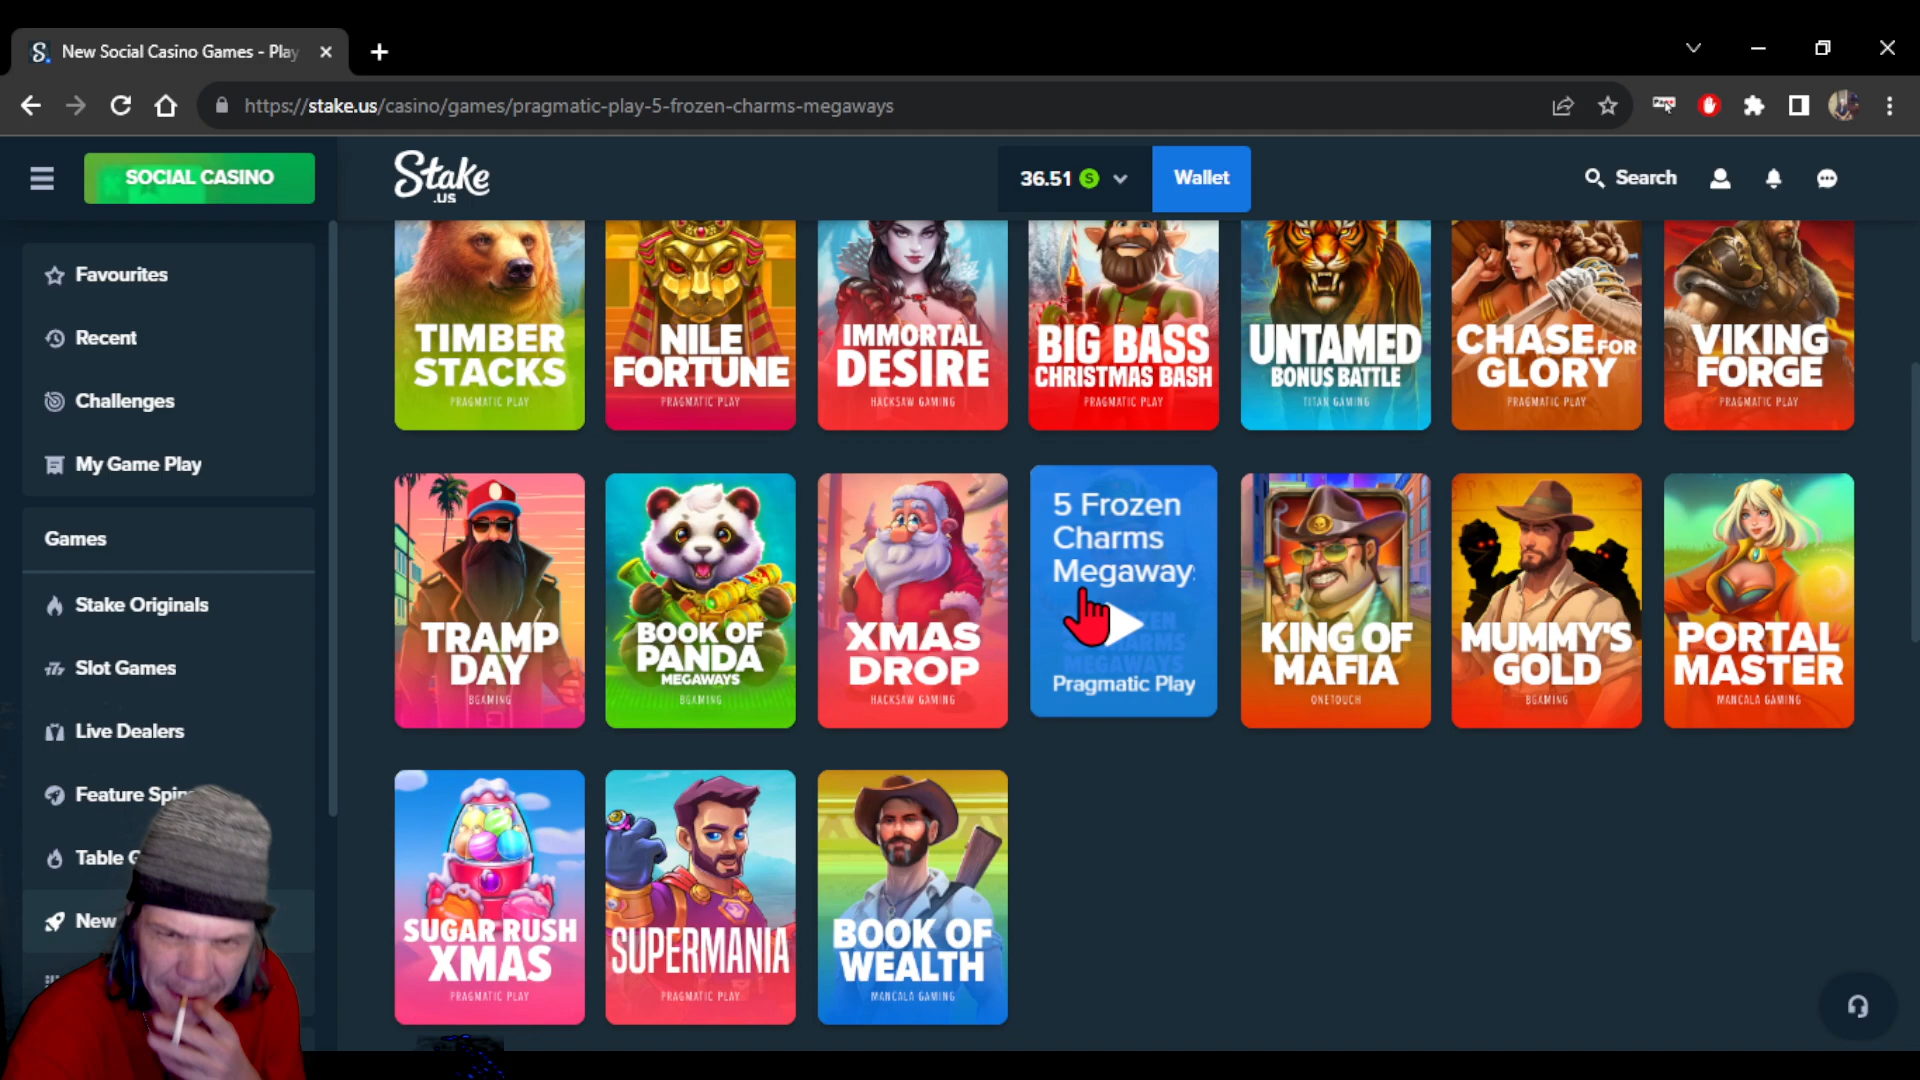 New Social Casino Games - Play
https://stake.us/casino/games/pragmatic-play-5-frozen-charms-megaways
SOCIAL CASINO
Stake
.US
36.51
Wallet
Search
Favourites
Recent
Challenges
My Game Play
Games
Stake Originals
Slot Games
Live Dealers
Feature Spin
Table G
New
TIMBER
STACKS
PRAGMATIC PLAY
NILE
FORTUNE
PRAGMATIC PLAY
IMMORTAL
DESIRE
HACKSAW GAMING
BIG BASS
CHRISTMAS BASH
PRAGMATIC PLAY
UNTAMED
BONUS BATTLE
TITAN GAMING
CHASE FOR
GLORY
PRAGMATIC PLAY
VIKING
FORGE
PRAGMATIC PLAY
TRAMP
DAY
BGAMING
BOOK OF
PANDA
MEGAWAYS
BGAMING
XMAS
DROP
HACKSAW GAMING
5 Frozen
Charms
Megaway
Pragmatic Play
KING OF
MAFIA
ONETOUCH
MUMMY'S
GOLD
BGAMING
PORTAL
MASTER
MANCALA GAMING
SUGAR RUSH
XMAS
PRAGMATIC PLAY
SUPERMANIA
PRAGMATIC PLAY
BOOK OF
WEALTH
MANCALA GAMING